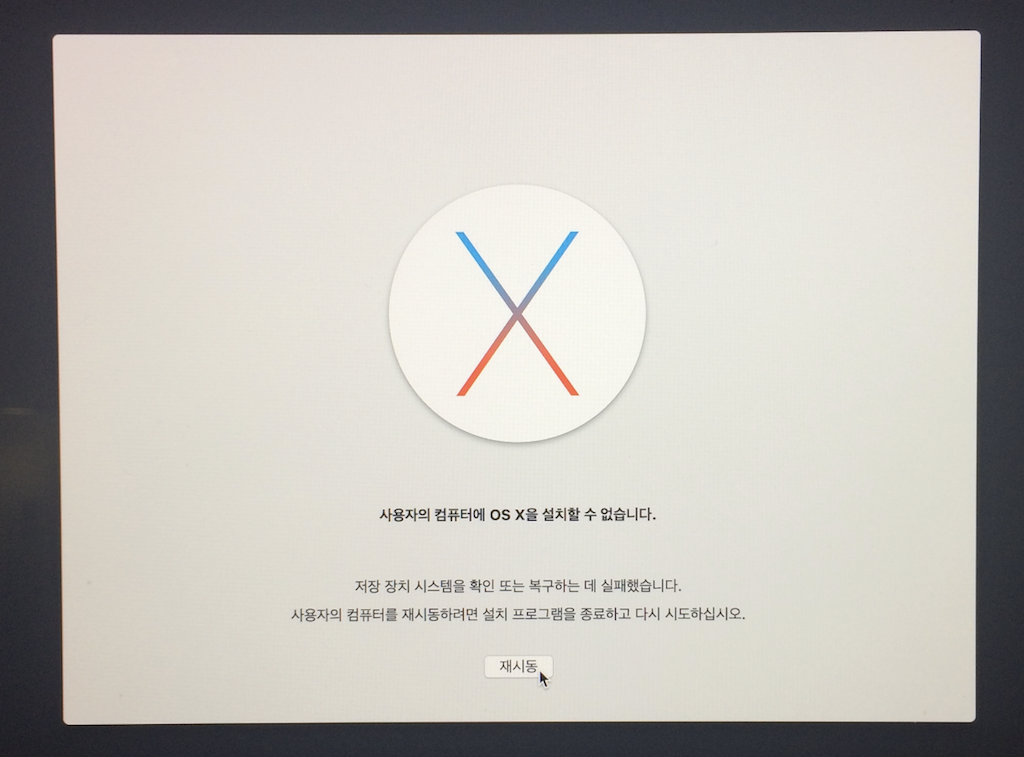 사용자의 컴퓨터에 OS X을 설치할 수 없습니다.
저장 장치 시스템을 확인 또는 복구하는 데 실패했습니다.
사용자의 컴퓨터를 재시동하려면 설치 프로그램을 종료하고 다시 시도하십시오.
재시동